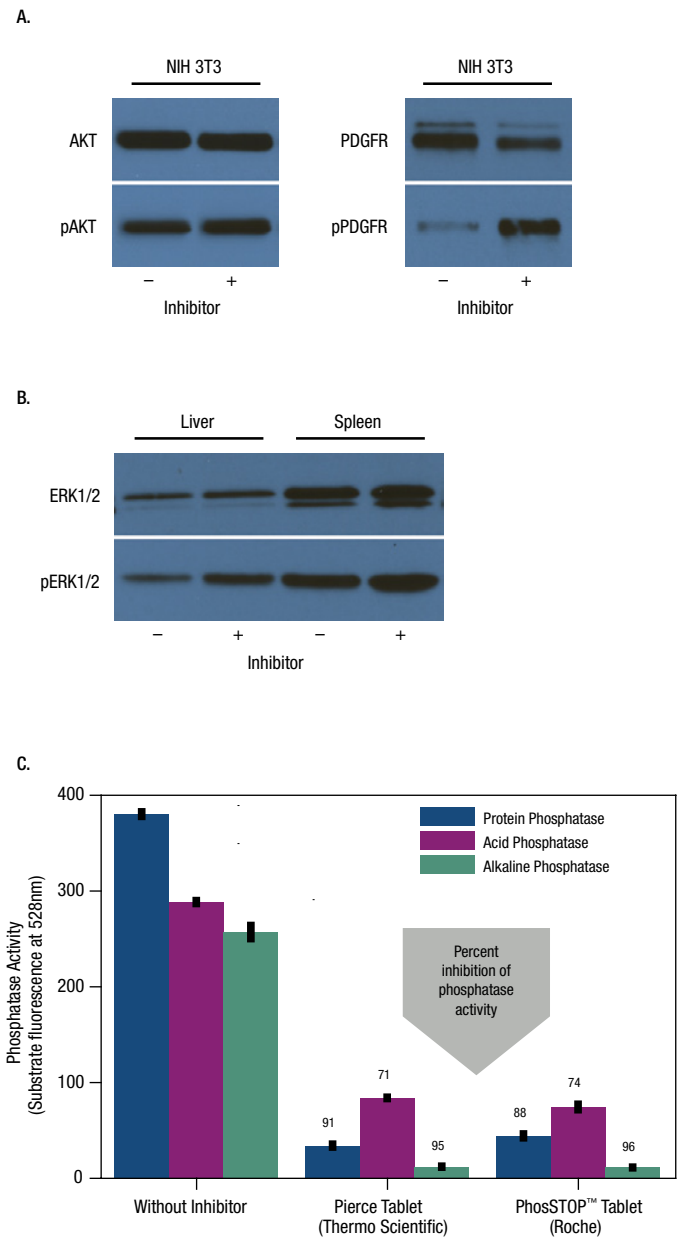 A.
NIH 3T3
NIH 3T3
AKT
PDGFR
pAKT
pPDGFR
– +
– +
Inhibitor
Inhibitor
B.
Liver
Spleen
ERK1/2
pERK1/2
– + – +
Inhibitor
C.
Phosphatase Activity
(Substrate fluorescence at 528nm)
400
300
200
100
0
Protein Phosphatase
Acid Phosphatase
Alkaline Phosphatase
Percent
inhibition of
phosphatase
activity
91
71
95
88
74
96
Without Inhibitor
Pierce Tablet
(Thermo Scientific)
PhosSTOP™ Tablet
(Roche)